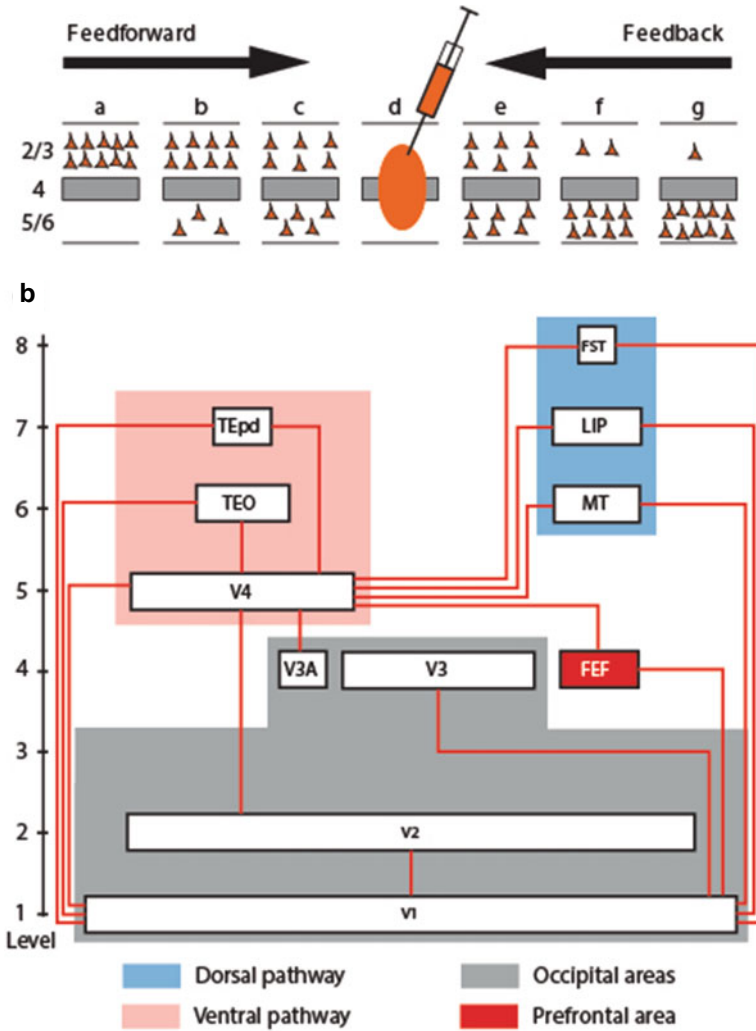 Feedforward Feedback
a b c d e f g
2/3
4
5/6
b
8 FST
7 TEpd LIP
6 TEO MT
5 V4
4 V3A V3 FEF
3
2 V2
1 V1
Level
Dorsal pathway Occipital areas
Ventral pathway Prefrontal area